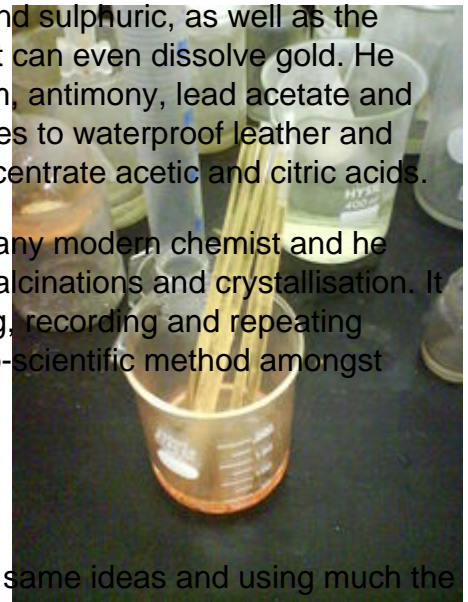 nd sulphuric, as well as the
t can even dissolve gold. He
n, antimony, lead acetate and
es to waterproof leather and
centrate acetic and citric acids.
400 ml
any modern chemist and he
alcinations and crystallisation. It
g, recording and repeating
-scientific method amongst
same ideas and using much the